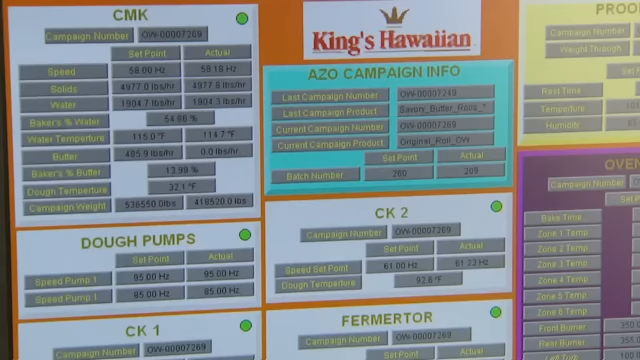 CMK
Campaign Number OW-00007269
Set Point Actual
Speed 58.00 Hz 58.18 Hz
Solids 4977.0 lbs/hr 4977.8 lbs/hr
Water 1904.7 lbs/hr 1904.3 lbs/hr
Baker's % Water 54.66 %
Water Temperture 115.0 °F 114.7 °F
Butter 485.9 lbs/hr 0.0 lbs/hr
Baker's % Butter 13.99 %
Dough Temperture 32.1 °F
Campaign Weight 536550.0lbs 418520.0 lbs
DOUGH PUMPS
Set Point Actual
Speed Pump 1 95.00 Hz 95.00 Hz
Speed Pump 1 85.00 Hz 85.00 Hz
CK 1
Campaign Number OW-00007269
King's Hawaiian
AZO CAMPAIGN INFO
Last Campaign Number OW-00007249
Last Campaign Product Savory_Butter_Rolls_*
Current Campaign Number OW-00007269
Current Campaign Product Original_Roll_OW
Set Point Actual
Batch Number 260 209
CK 2
Campaign Number OW-00007269
Set Point Actual
Speed Set Point 61.00 Hz 61.23 Hz
Dough Temperture 92.6 °F
FERMERTOR
Campaign Number OW-00007269
Set Point Actual
PROO
Campaign Number
Weight Through
Rest Time
Temperture
Humidity
OVEN
Campaign Number
Bake Time
Zone 1 Temp
Zone 2 Temp
Zone 3 Temp
Zone 4 Temp
Zone 5 Temp
Zone 6 Temp
Front Burner 350.0
Rear Burner